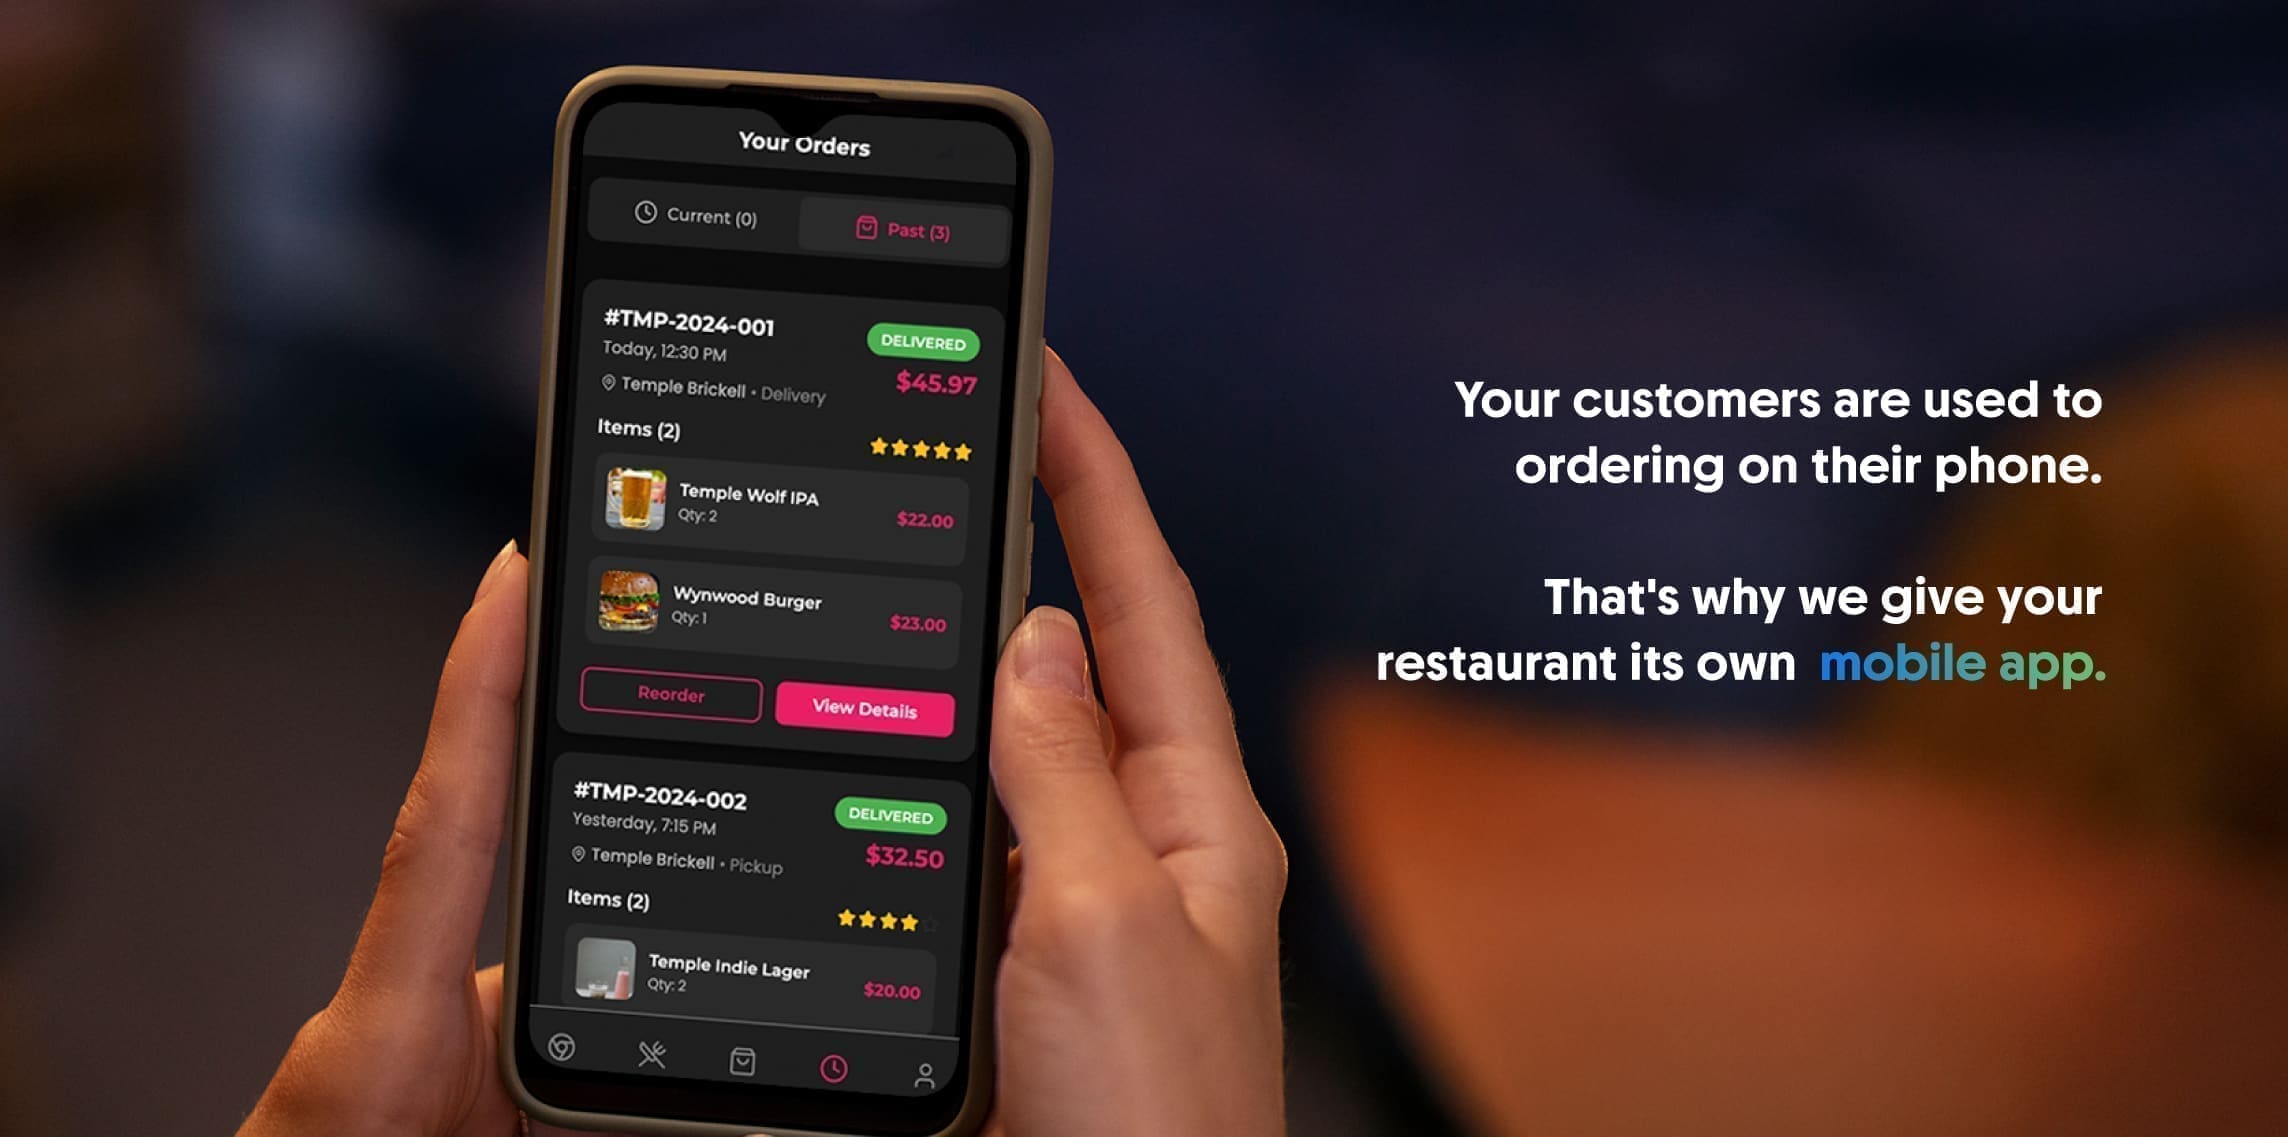 Your Orders
Current (0)
Past (3)
#TMP-2024-001
DELIVERED
Today, 12:30 PM
$45.97
Temple Brickell • Delivery
Items (2)
Temple Wolf IPA
Qty: 2
$22.00
Wynwood Burger
Qty: 1
$23.00
Reorder
View Details
#TMP-2024-002
DELIVERED
Yesterday, 7:15 PM
$32.50
Temple Brickell • Pickup
Items (2)
Temple Indie Lager
Qty: 2
$20.00
Your customers are used to
ordering on their phone.
That's why we give your
restaurant its own mobile app.